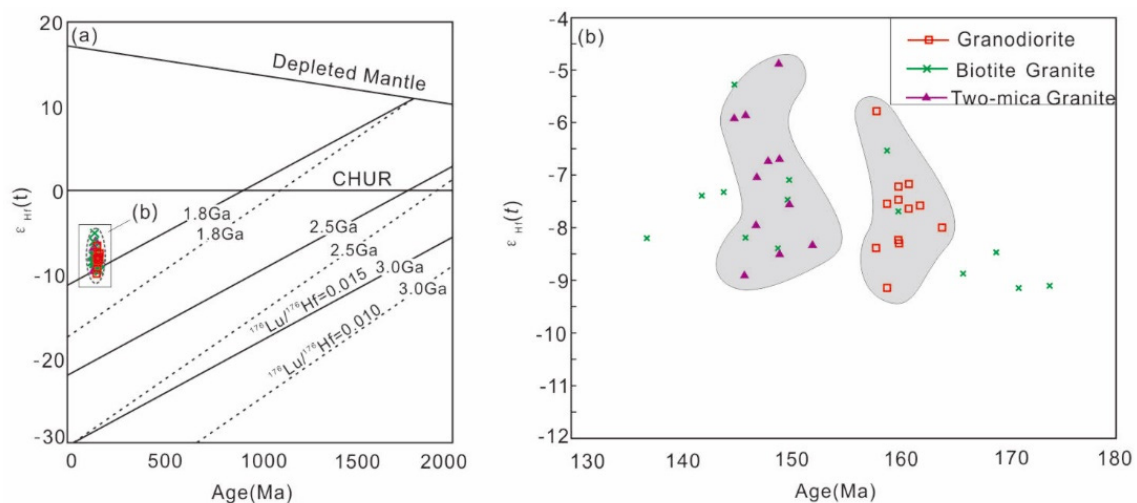 (a)
20
10
0
-10
-20
-30
ε Hf(t)
Depleted Mantle
CHUR
(b)
1.8Ga
1.8Ga
2.5Ga
2.5Ga
3.0Ga
3.0Ga
¹⁷⁶Lu/¹⁷⁶Hf=0.015
¹⁷⁶Lu/¹⁷⁶Hf=0.010
0 500 1000 1500 2000
Age(Ma)
(b)
-4
-5
-6
-7
-8
-9
-10
-11
-12
ε Hf(t)
Granodiorite
Biotite Granite
Two-mica Granite
130 140 150 160 170 180
Age(Ma)